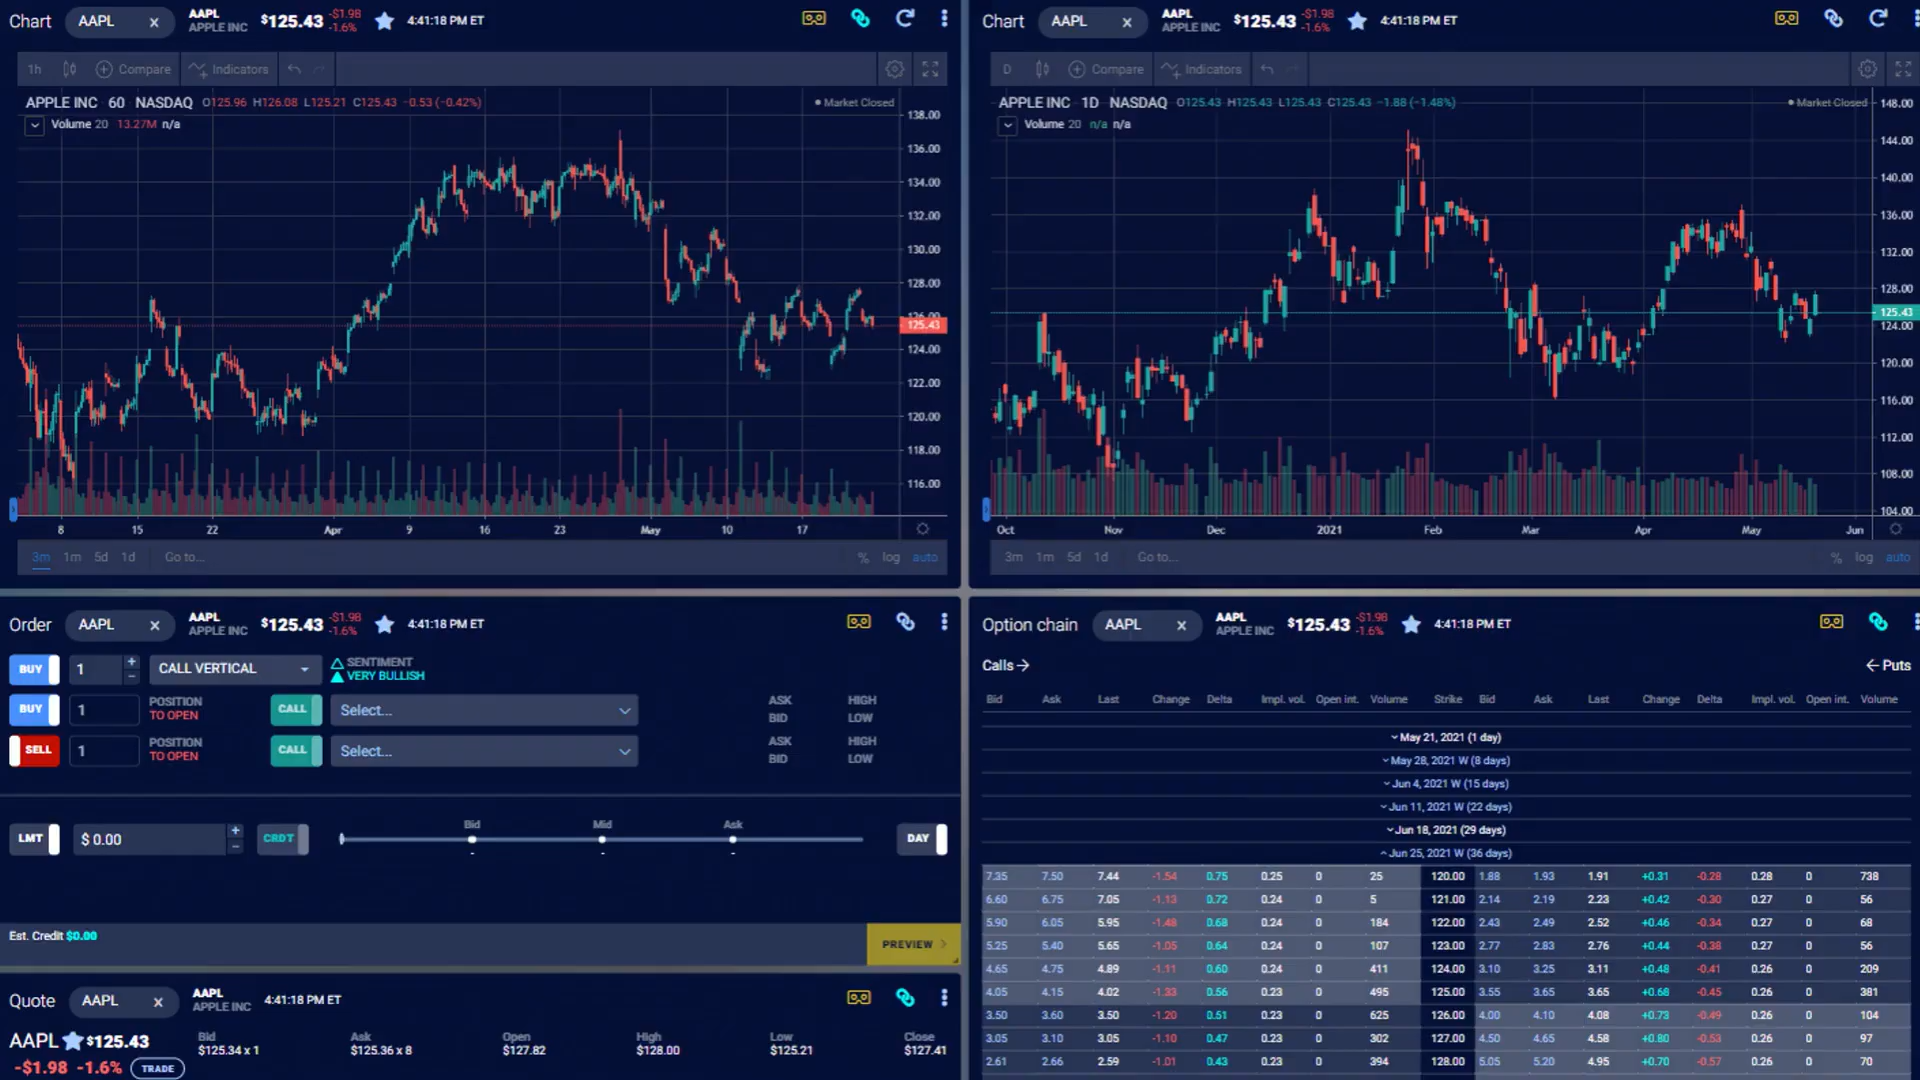 Chart AAPL × AAPL APPLE INC $125.43 -$1.98 -1.6% 4:41:18 PM ET
1h Compare Indicators
APPLE INC 60 NASDAQ O125.96 H126.08 L125.21 C125.43 −0.53 (−0.42%) Market Closed
Volume 20 13.27M n/a
138.00
136.00
134.00
132.00
130.00
128.00
126.00
125.43
124.00
122.00
120.00
118.00
116.00
8 15 22 Apr 9 16 23 May 10 17
3m 1m 5d 1d Go to... % log auto
Chart AAPL × AAPL APPLE INC $125.43 -$1.98 -1.6% 4:41:18 PM ET
D Compare Indicators
APPLE INC 1D NASDAQ O125.43 H125.43 L125.43 C125.43 −1.88 (−1.48%) Market Closed
Volume 20 n/a n/a
148.00
144.00
140.00
136.00
132.00
128.00
125.43
124.00
120.00
116.00
112.00
108.00
104.00
Oct Nov Dec 2021 Feb Mar Apr May Jun
3m 1m 5d 1d Go to... % log auto
Order AAPL × AAPL APPLE INC $125.43 -$1.98 -1.6% 4:41:18 PM ET
BUY 1 + − CALL VERTICAL SENTIMENT
VERY BULLISH
BUY 1 POSITION TO OPEN CALL Select... ASK BID HIGH LOW
SELL 1 POSITION TO OPEN CALL Select... ASK BID HIGH LOW
Bid Mid Ask
LMT $ 0.00 + − CRDT DAY
- - -
Est. Credit $0.00 PREVIEW
Quote AAPL × AAPL APPLE INC 4:41:18 PM ET
AAPL $125.43
-$1.98 -1.6% TRADE
Bid Ask Open High Low Close
$125.34 x 1 $125.36 x 8 $127.82 $128.00 $125.21 $127.41
Option chain AAPL × AAPL APPLE INC $125.43 -$1.98 -1.6% 4:41:18 PM ET
Calls → ← Puts
Bid Ask Last Change Delta Impl. vol. Open int. Volume Strike Bid Ask Last Change Delta Impl. vol. Open int. Volume
May 21, 2021 (1 day)
May 28, 2021 W (8 days)
Jun 4, 2021 W (15 days)
Jun 11, 2021 W (22 days)
Jun 18, 2021 (29 days)
Jun 25, 2021 W (36 days)
7.35 7.50 7.44 -1.54 0.75 0.25 0 25 120.00 1.88 1.93 1.91 +0.31 -0.28 0.28 0 738
6.60 6.75 7.05 -1.13 0.72 0.24 0 5 121.00 2.14 2.19 2.23 +0.42 -0.30 0.27 0 56
5.90 6.05 5.95 -1.48 0.68 0.24 0 184 122.00 2.43 2.49 2.52 +0.46 -0.34 0.27 0 68
5.25 5.40 5.65 -1.05 0.64 0.24 0 107 123.00 2.77 2.83 2.76 +0.44 -0.38 0.27 0 56
4.65 4.75 4.89 -1.11 0.60 0.24 0 411 124.00 3.10 3.25 3.11 +0.48 -0.41 0.26 0 209
4.05 4.15 4.02 -1.33 0.56 0.23 0 495 125.00 3.55 3.65 3.65 +0.68 -0.45 0.26 0 381
3.50 3.60 3.50 -1.20 0.51 0.23 0 625 126.00 4.00 4.10 4.08 +0.73 -0.49 0.26 0 104
3.05 3.10 3.05 -1.10 0.47 0.23 0 302 127.00 4.50 4.65 4.58 +0.80 -0.53 0.26 0 97
2.61 2.66 2.59 -1.01 0.43 0.23 0 394 128.00 5.05 5.20 4.95 +0.70 -0.57 0.26 0 70